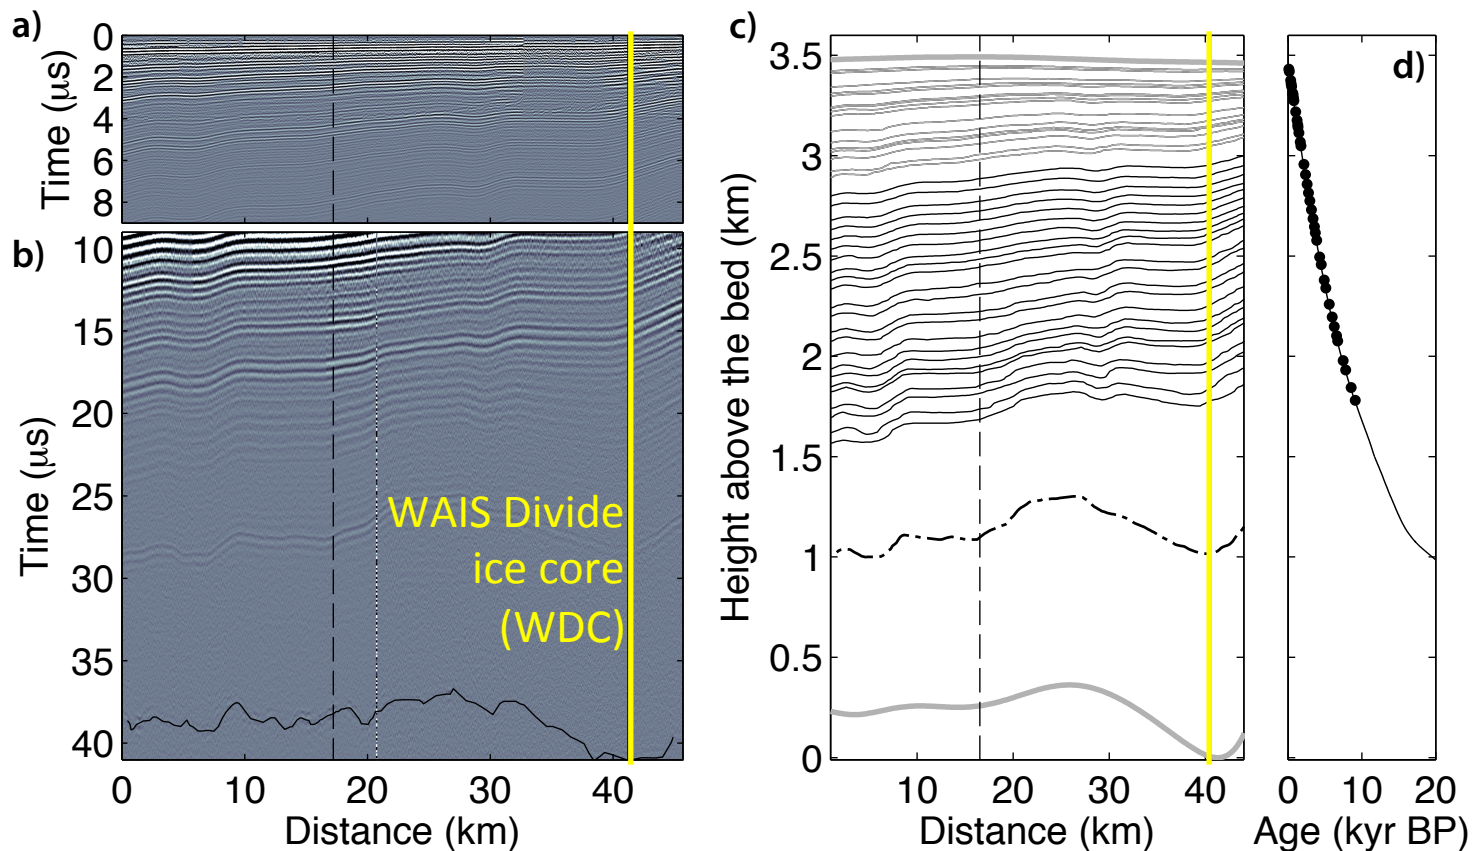 a)
0
2
4
6
8
Time (μs)
b)
10
15
20
25
30
35
40
Time (μs)
WAIS Divide
ice core
(WDC)
0
10
20
30
40
Distance (km)
c)
3.5
3
2.5
2
1.5
1
0.5
0
Height above the bed (km)
10
20
30
40
Distance (km)
d)
0
10
20
Age (kyr BP)